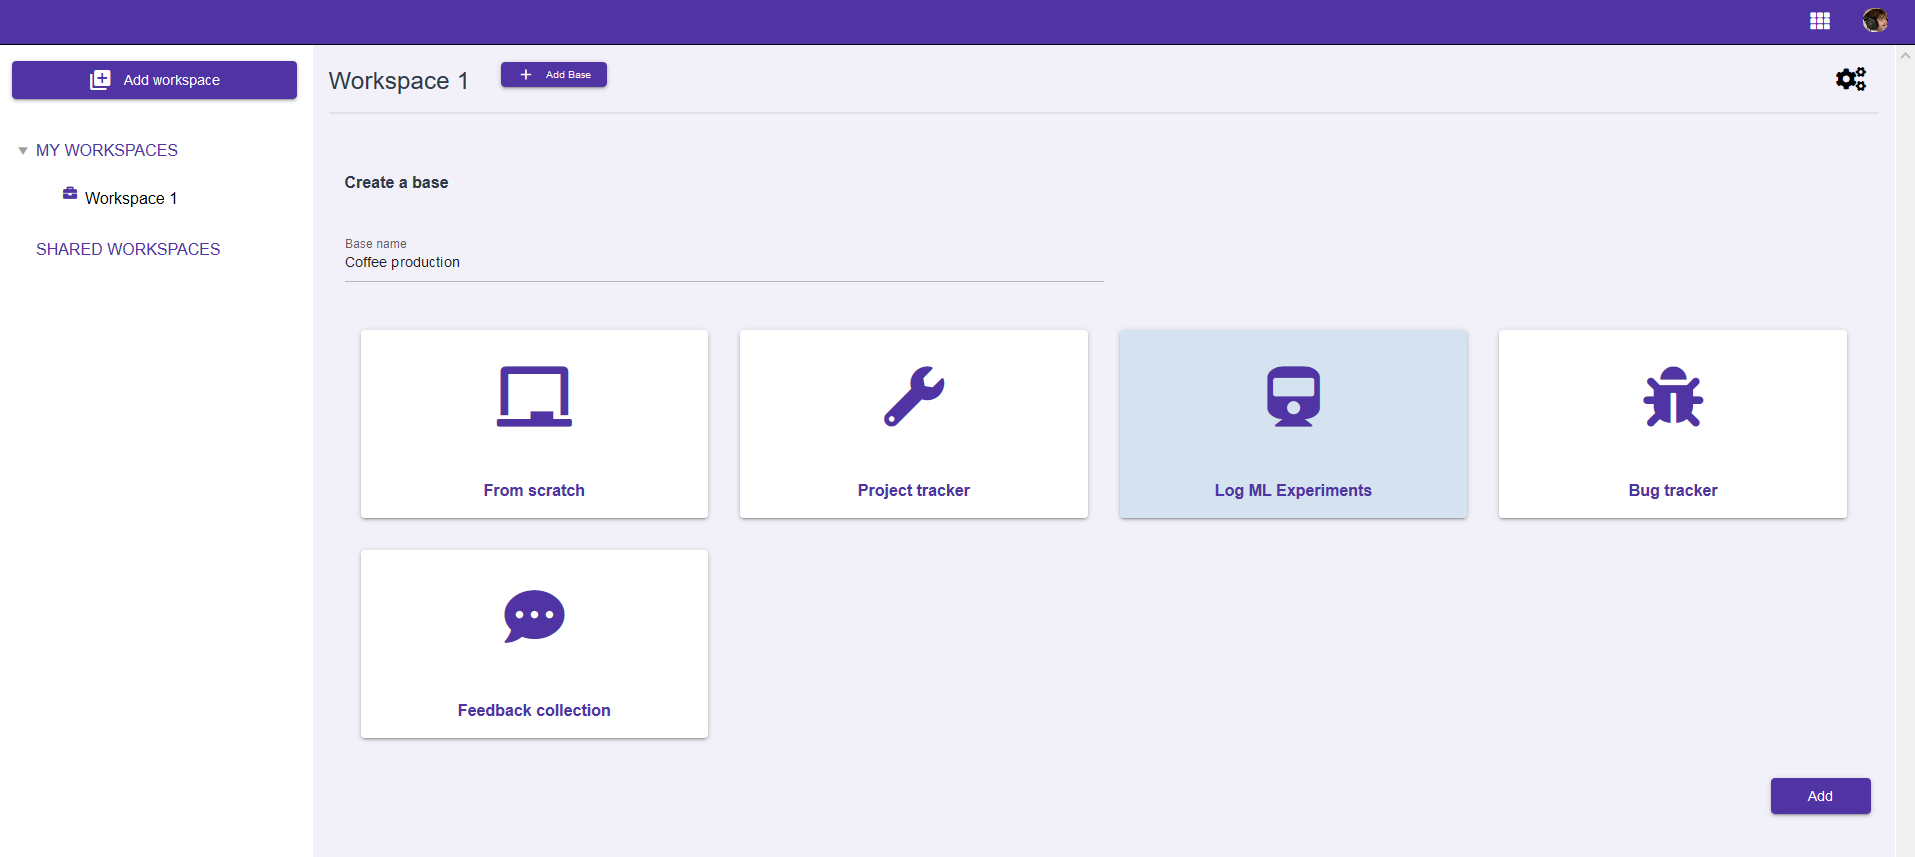 Add workspace
Workspace 1
Add Base
MY WORKSPACES
Workspace 1
SHARED WORKSPACES
Create a base
Base name
Coffee production
From scratch
Project tracker
Log ML Experiments
Bug tracker
Feedback collection
Add